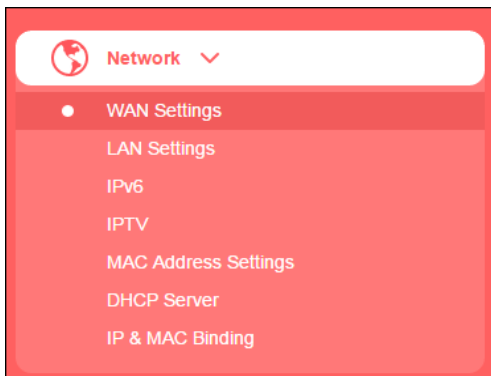 Network
WAN Settings
LAN Settings
IPv6
IPTV
MAC Address Settings
DHCP Server
IP & MAC Binding